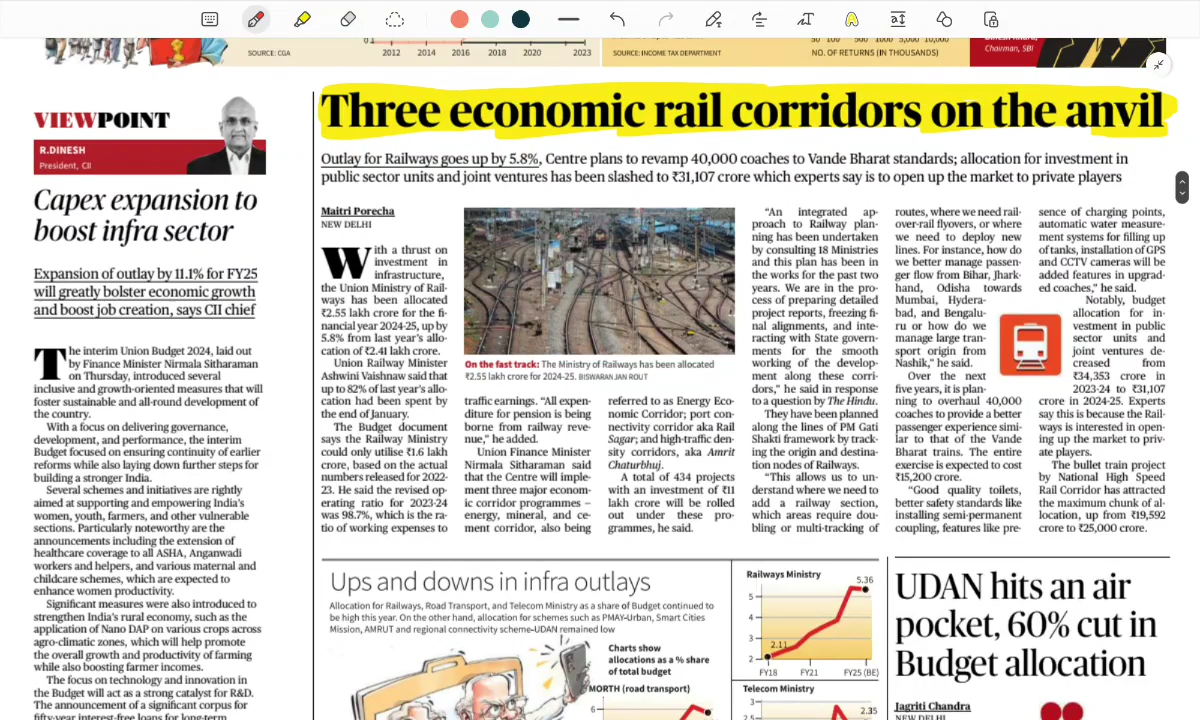 0
2012 2014 2016 2018 2020 2023
SOURCE: CGA
50 100 500 1000 5,000 10,000
SOURCE: INCOME TAX DEPARTMENT
NO. OF RETURNS (IN THOUSANDS)
Chairman, SBI
VIEWPOINT
R.DINESH
President, CII
Capex expansion to
boost infra sector
Expansion of outlay by 11.1% for FY25
will greatly bolster economic growth
and boost job creation, says CII chief
The interim Union Budget 2024, laid out
by Finance Minister Nirmala Sitharaman
on Thursday, introduced several
inclusive and growth-oriented measures that will
foster sustainable and all-round development of
the country.
With a focus on delivering governance,
development, and performance, the interim
Budget focused on ensuring continuity of earlier
reforms while also laying down further steps for
building a stronger India.
Several schemes and initiatives are rightly
aimed at supporting and empowering India's
women, youth, farmers, and other vulnerable
sections. Particularly noteworthy are the
announcements including the extension of
healthcare coverage to all ASHA, Anganwadi
workers and helpers, and various maternal and
childcare schemes, which are expected to
enhance women productivity.
Significant measures were also introduced to
strengthen India's rural economy, such as the
application of Nano DAP on various crops across
agro-climatic zones, which will help promote
the overall growth and productivity of farming
while also boosting farmer incomes.
The focus on technology and innovation in
the Budget will act as a strong catalyst for R&D.
The announcement of a significant corpus for
fifty-year interest-free loans for long-term
Three economic rail corridors on the anvil
Outlay for Railways goes up by 5.8%, Centre plans to revamp 40,000 coaches to Vande Bharat standards; allocation for investment in
public sector units and joint ventures has been slashed to ₹31,107 crore which experts say is to open up the market to private players
Maitri Porecha
NEW DELHI
With a thrust on
investment in
infrastructure,
the Union Ministry of Rail-
ways has been allocated
₹2.55 lakh crore for the fi-
nancial year 2024-25, up by
5.8% from last year's allo-
cation of ₹2.41 lakh crore.
Union Railway Minister
Ashwini Vaishnaw said that
up to 82% of last year's allo-
cation had been spent by
the end of January.
The Budget document
says the Railway Ministry
could only utilise ₹1.6 lakh
crore, based on the actual
numbers released for 2022-
23. He said the revised op-
erating ratio for 2023-24
was 98.7%, which is the ra-
tio of working expenses to
On the fast track: The Ministry of Railways has been allocated
₹2.55 lakh crore for 2024-25. BISWARANJAN ROUT
traffic earnings. "All expen-
diture for pension is being
borne from railway reve-
nue," he added.
Union Finance Minister
Nirmala Sitharaman said
that the Centre will imple-
ment three major econom-
ic corridor programmes –
energy, mineral, and ce-
ment corridor, also being
referred to as Energy Eco-
nomic Corridor; port con-
nectivity corridor aka Rail
Sagar; and high-traffic den-
sity corridors, aka Amrit
Chaturbhuj.
A total of 434 projects
with an investment of ₹11
lakh crore will be rolled
out under these pro-
grammes, he said.
"An integrated ap-
proach to Railway plan-
ning has been undertaken
by consulting 18 Ministries
and this plan has been in
the works for the past two
years. We are in the pro-
cess of preparing detailed
project reports, freezing fi-
nal alignments, and inte-
racting with State govern-
ments for the smooth
working of the develop-
ment along these corri-
dors," he said in response
to a question by The Hindu.
They have been planned
along the lines of PM Gati
Shakti framework by track-
ing the origin and destina-
tion nodes of Railways.
"This allows us to un-
derstand where we need to
add a railway section,
which areas require dou-
bling or multi-tracking of
routes, where we need rail-
over-rail flyovers, or where
we need to deploy new
lines. For instance, how do
we better manage passen-
ger flow from Bihar, Jhark-
hand, Odisha towards
Mumbai, Hydera-
bad, and Bengalu-
ru or how do we
manage large tran-
sport origin from
Nashik," he said.
Over the next
five years, it is plan-
ning to overhaul 40,000
coaches to provide a better
passenger experience simi-
lar to that of the Vande
Bharat trains. The entire
exercise is expected to cost
₹15,200 crore.
"Good quality toilets,
better safety standards like
installing semi-permanent
coupling, features like pre-
sence of charging points,
automatic water measure-
ment systems for filling up
of tanks, installation of GPS
and CCTV cameras will be
added features in upgrad-
ed coaches," he said.
Notably, budget
allocation for in-
vestment in public
sector units and
joint ventures de-
creased from
₹34,353 crore in
2023-24 to ₹31,107
crore in 2024-25. Experts
say this is because the Rail-
ways is interested in open-
ing up the market to priv-
ate players.
The bullet train project
by National High Speed
Rail Corridor has attracted
the maximum chunk of al-
location, up from ₹19,592
crore to ₹25,000 crore.
Ups and downs in infra outlays
Allocation for Railways, Road Transport, and Telecom Ministry as a share of Budget continued to
be high this year. On the other hand, allocation for schemes such as PMAY-Urban, Smart Cities
Mission, AMRUT and regional connectivity scheme-UDAN remained low
Charts show
allocations as a % share
of total budget
MORTH (road transport)
6
Railways Ministry
5.36
5
4
3
2.11
2
FY18 FY21 FY25 (BE)
Telecom Ministry
3
2.5
2.35
UDAN hits an air
pocket, 60% cut in
Budget allocation
Jagriti Chandra
NEW DELHI